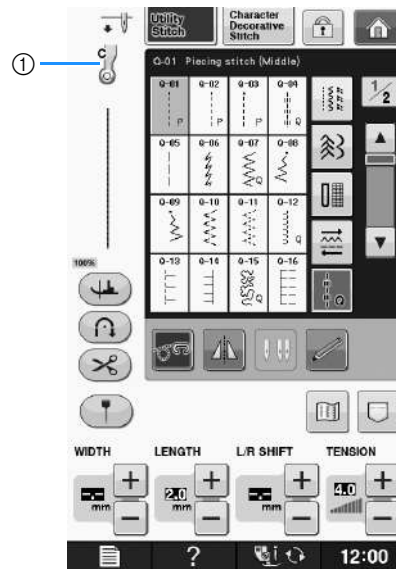 Utility
Stitch
Character
Decorative
Stitch
① C
Q-01 Piecing stitch (Middle)
1/2
Q-01 Q-02 Q-03 Q-04
P P P Q
Q-05 Q-06 Q-07 Q-08
Q
Q-09 Q-10 Q-11 Q-12
Q
Q-13 Q-14 Q-15 Q-16
Q
Q
100%
WIDTH LENGTH L/R SHIFT TENSION
-.- + 2.0 + -.- + 4.0 +
mm − mm − mm − −
? i 12:00